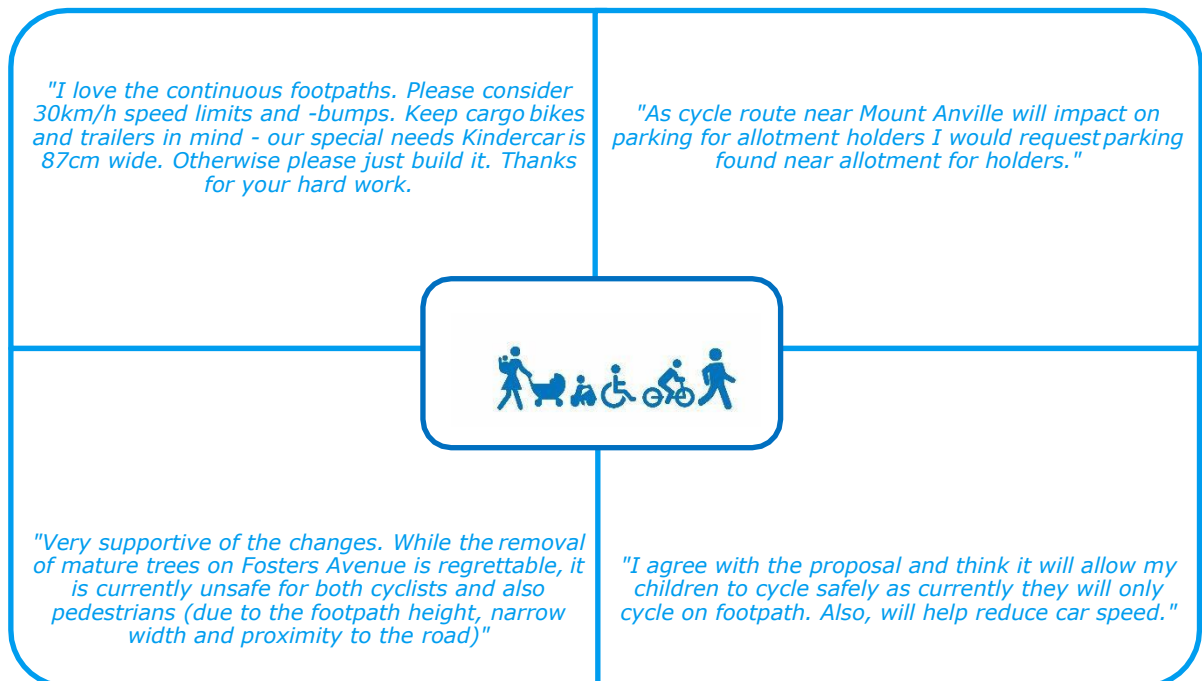 "I love the continuous footpaths. Please consider
30km/h speed limits and -bumps. Keep cargo bikes
and trailers in mind - our special needs Kindercar is
87cm wide. Otherwise please just build it. Thanks
for your hard work.
"As cycle route near Mount Anville will impact on
parking for allotment holders I would request parking
found near allotment for holders."
"Very supportive of the changes. While the removal
of mature trees on Fosters Avenue is regrettable, it
is currently unsafe for both cyclists and also
pedestrians (due to the footpath height, narrow
width and proximity to the road)"
"I agree with the proposal and think it will allow my
children to cycle safely as currently they will only
cycle on footpath. Also, will help reduce car speed."